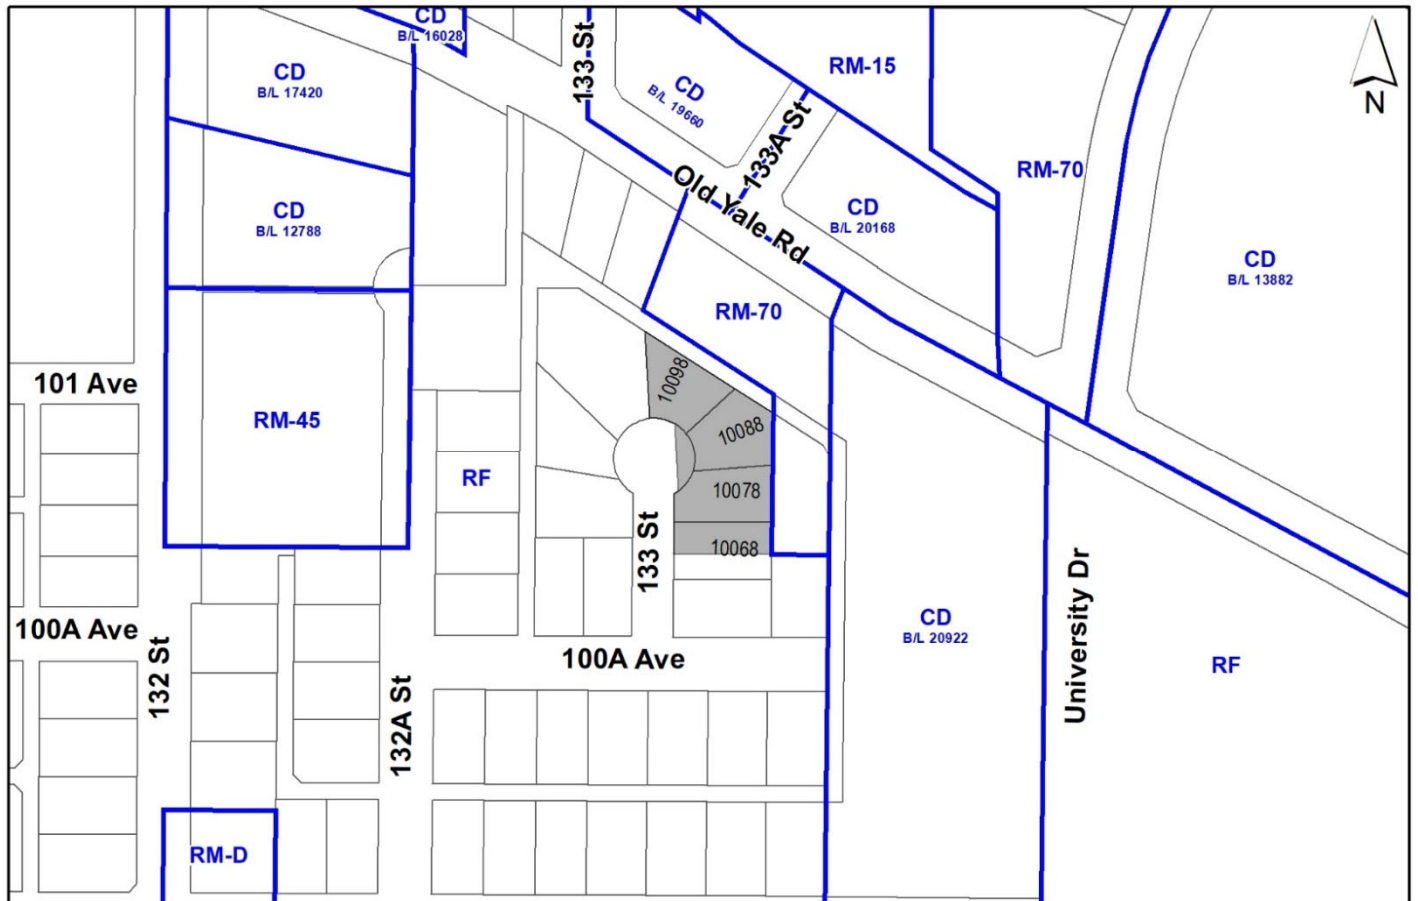 CD
B/L 16028
133 St
CD
B/L 17420
CD
B/L 19660
RM-15
N
133A St
RM-70
Old Yale Rd
CD
B/L 12788
CD
B/L 20168
CD
B/L 13882
RM-70
101 Ave
10098
RM-45
10088
RF
10078
133 St
10068
100A Ave
CD
B/L 20922
University Dr
132 St
100A Ave
RF
132A St
RM-D